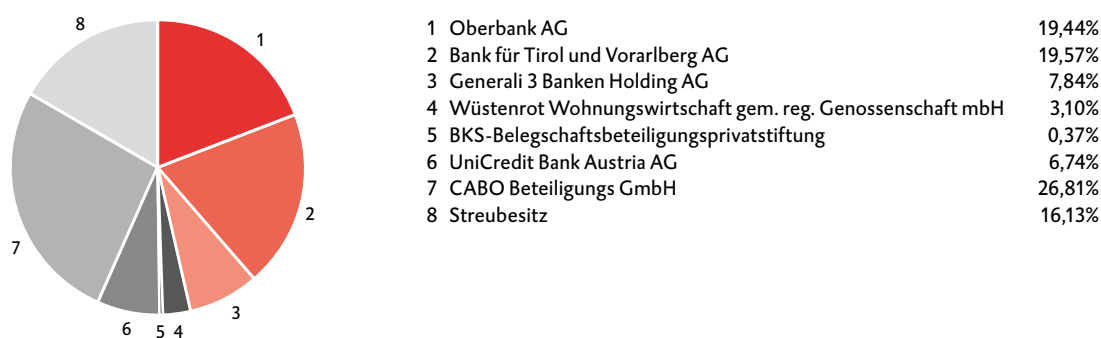 8
1
2
3
4
5
6
7
1 Oberbank AG 19,44%
2 Bank für Tirol und Vorarlberg AG 19,57%
3 Generali 3 Banken Holding AG 7,84%
4 Wüstenrot Wohnungswirtschaft gem. reg. Genossenschaft mbH 3,10%
5 BKS-Belegschaftsbeteiligungsprivatstiftung 0,37%
6 UniCredit Bank Austria AG 6,74%
7 CABO Beteiligungs GmbH 26,81%
8 Streubesitz 16,13%